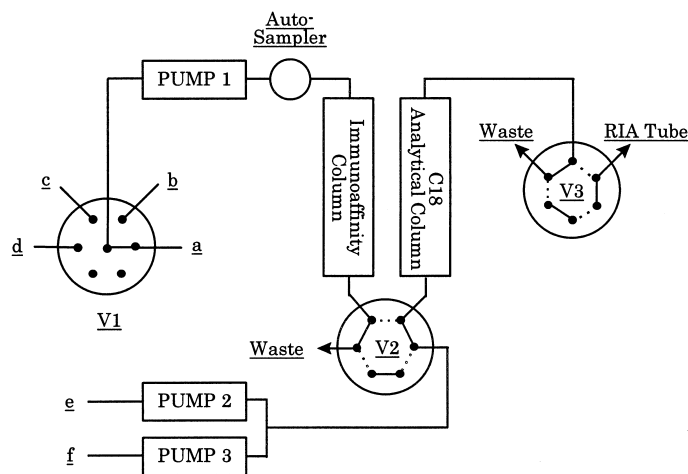 Auto-
Sampler
PUMP 1
Immunoaffinity
Column
C18
Analytical Column
Waste
RIA Tube
V3
c
b
d
a
V1
Waste
V2
e
PUMP 2
f
PUMP 3